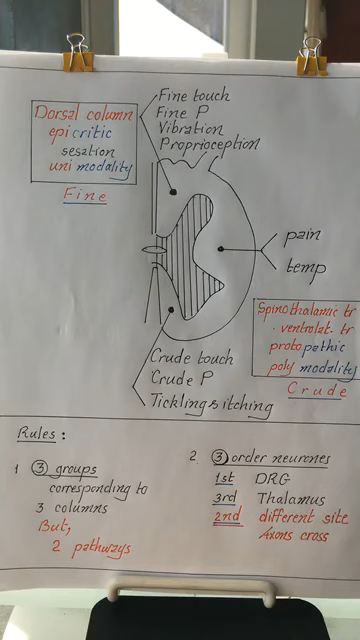 Fine touch
Dorsal column
Fine P
epicritic
Vibration
sesation
Proprioception
uni modality
Fine
pain
temp
Spinothalamic tr
. ventrolat. tr
Crude touch
protopathic
Crude P
poly modality
Tickling & itching
Crude
Rules :
1 3 groups
corresponding to
3 columns
But,
2 pathways
2. 3 order neurones
1st DRG
3rd Thalamus
2nd different site
Axons cross